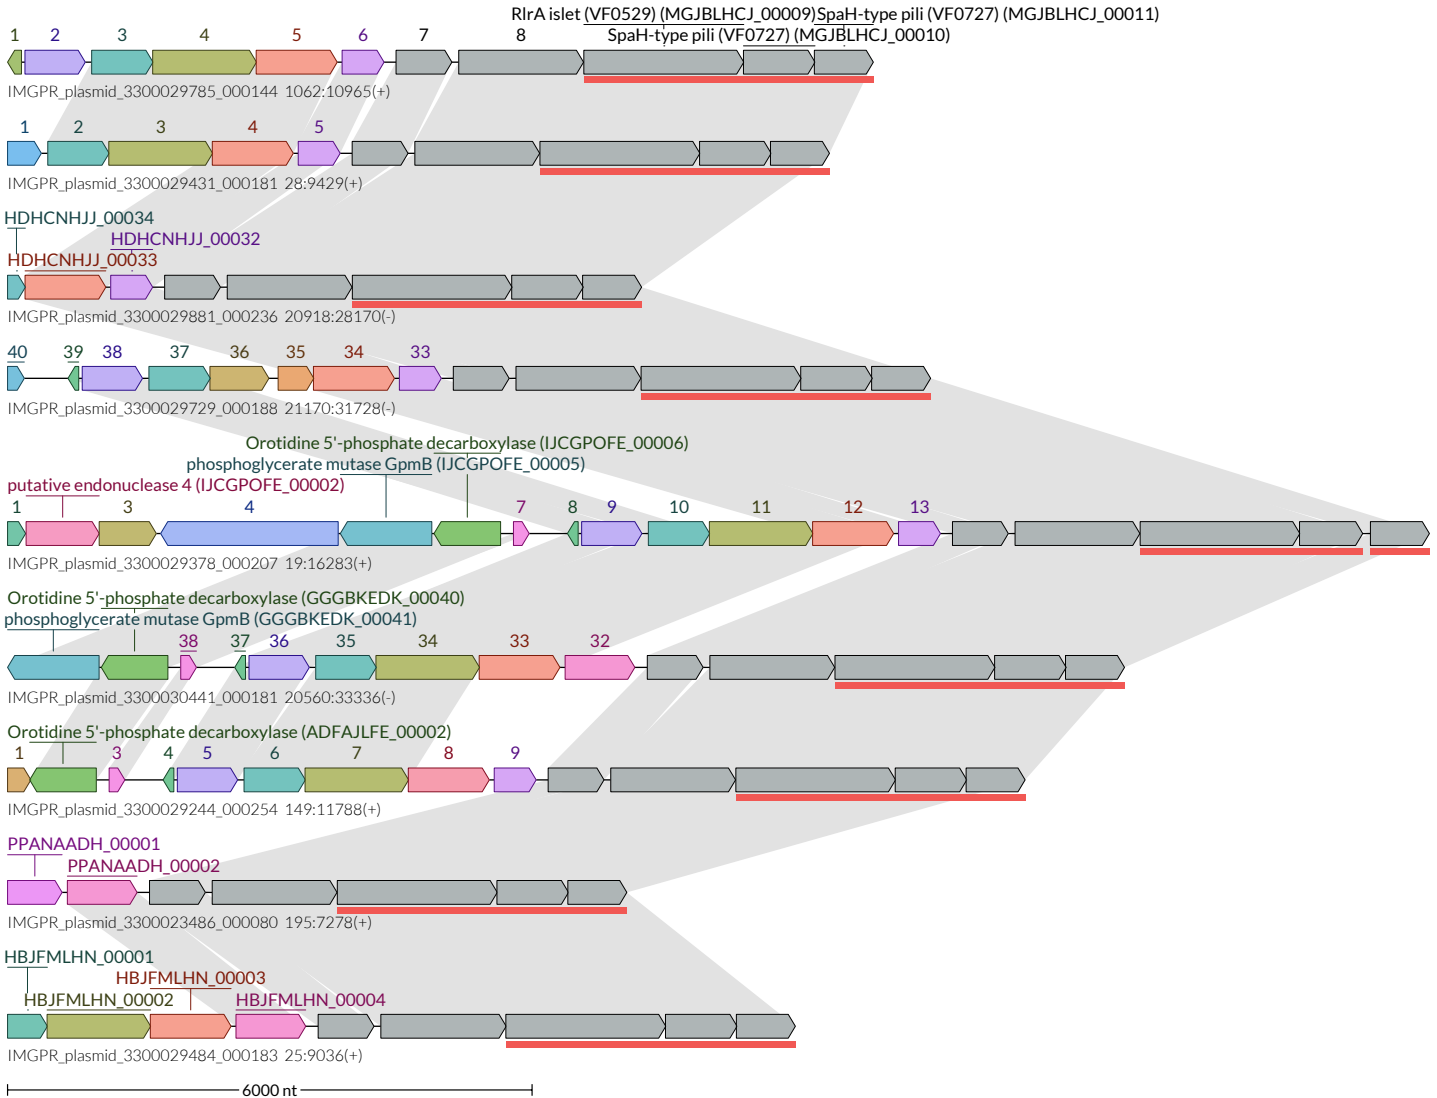 RlrA islet (VF0529) (MGJBLHCJ_00009) SpaH-type pili (VF0727) (MGJBLHCJ_00011)
1 2 3 4 5 6 7 8 SpaH-type pili (VF0727) (MGJBLHCJ_00010)
IMGPR_plasmid_3300029785_000144 1062:10965(+)
1 2 3 4 5
IMGPR_plasmid_3300029431_000181 28:9429(+)
HDHCNHJJ_00034
HDHCNHJJ_00032
HDHCNHJJ_00033
IMGPR_plasmid_3300029881_000236 20918:28170(-)
40 39 38 37 36 35 34 33
IMGPR_plasmid_3300029729_000188 21170:31728(-)
Orotidine 5'-phosphate decarboxylase (IJCGPOFE_00006)
phosphoglycerate mutase GpmB (IJCGPOFE_00005)
putative endonuclease 4 (IJCGPOFE_00002)
1 3 4 7 8 9 10 11 12 13
IMGPR_plasmid_3300029378_000207 19:16283(+)
Orotidine 5'-phosphate decarboxylase (GGGBKEDK_00040)
phosphoglycerate mutase GpmB (GGGBKEDK_00041)
38 37 36 35 34 33 32
IMGPR_plasmid_3300030441_000181 20560:33336(-)
Orotidine 5'-phosphate decarboxylase (ADFAJLFE_00002)
1 3 4 5 6 7 8 9
IMGPR_plasmid_3300029244_000254 149:11788(+)
PPANAADH_00001
PPANAADH_00002
IMGPR_plasmid_3300023486_000080 195:7278(+)
HBJFMLHN_00001
HBJFMLHN_00003
HBJFMLHN_00002 HBJFMLHN_00004
IMGPR_plasmid_3300029484_000183 25:9036(+)
6000 nt